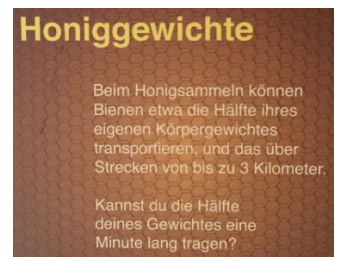 Honiggewichte
Beim Honigsammeln können
Bienen etwa die Hälfte ihres
eigenen Körpergewichtes
transportieren, und das über
Strecken von bis zu 3 Kilometer.
Kannst du die Hälfte
deines Gewichtes eine
Minute lang tragen?